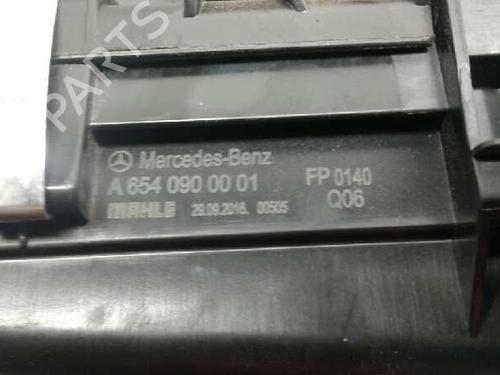 Mercedes-Benz
A 654 090 00 01 FP 0140
MAHLE 29.09.2016. 00505 Q06
PARTS